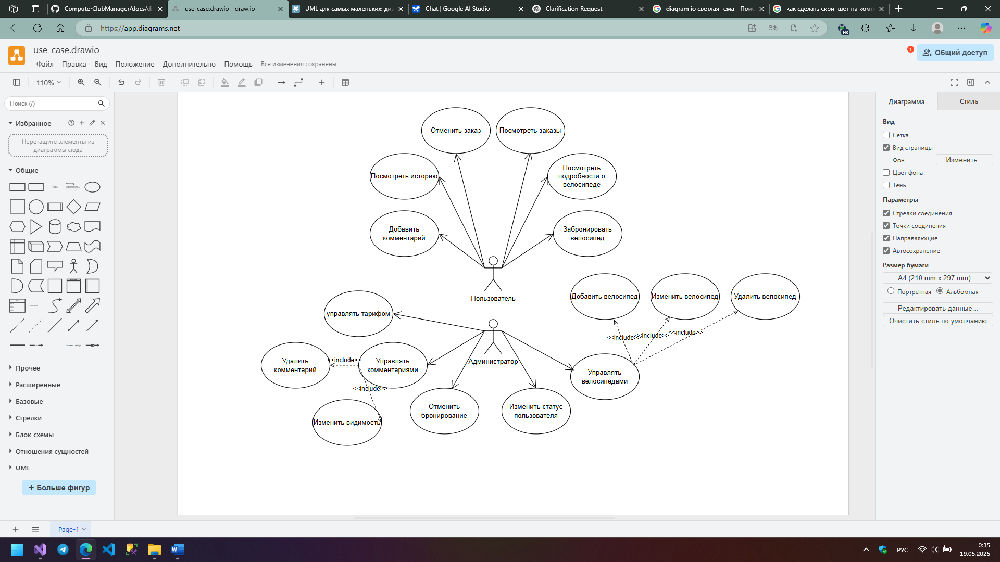 ComputerClubManager/docs/di
use-case.drawio - draw.io
UML для самых маленьких: диа
Chat | Google AI Studio
Clarification Request
diagram io светлая тема - Поис
как сделать скриншот на комп
https://app.diagrams.net
FR
use-case.drawio
1
Общий доступ
Файл Правка Вид Положение Дополнительно Помощь Все изменения сохранены
110%
Поиск (/)
Избранное
Перетащите элементы из
диаграммы сюда
Общие
Text
Heading
List Item
Прочее
Расширенные
Базовые
Стрелки
Блок-схемы
Отношения сущностей
UML
+ Больше фигур
Отменить заказ
Посмотреть заказы
Посмотреть историю
Посмотреть
подробности о
велосипеде
Добавить
комментарий
Забронировать
велосипед
Пользователь
Добавить велосипед
Изменить велосипед
Удалить велосипед
управлять тарифом
<<include>>
<<include>>
<<include>>
Администратор
Удалить
комментарий
<<include>>
Управлять
комментариями
Управлять
велосипедами
<<include>>
Изменить видимость
Отменить
бронирование
Изменить статус
пользователя
Диаграмма
Стиль
Вид
Сетка
Вид страницы
Фон
Изменить...
Цвет фона
Тень
Параметры
Стрелки соединения
Точки соединения
Направляющие
Автосохранение
Размер бумаги
A4 (210 mm x 297 mm)
Портретная
Альбомная
Редактировать данные...
Очистить стиль по умолчанию
Page-1
РУС
0:35
19.05.2025